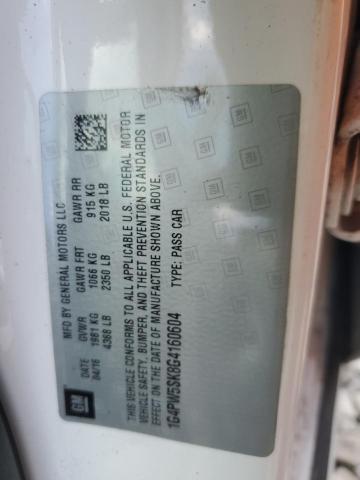 MFD BY GENERAL MOTORS LLC
DATE GVWR GAWR FRT GAWR RR
04/16 1981 KG 1066 KG 915 KG
4368 LB 2350 LB 2018 LB
THIS VEHICLE CONFORMS TO ALL APPLICABLE U.S. FEDERAL MOTOR
VEHICLE SAFETY, BUMPER, AND THEFT PREVENTION STANDARDS IN
EFFECT ON THE DATE OF MANUFACTURE SHOWN ABOVE.
1G4PW5SK8G4160604 TYPE: PASS CAR
GM